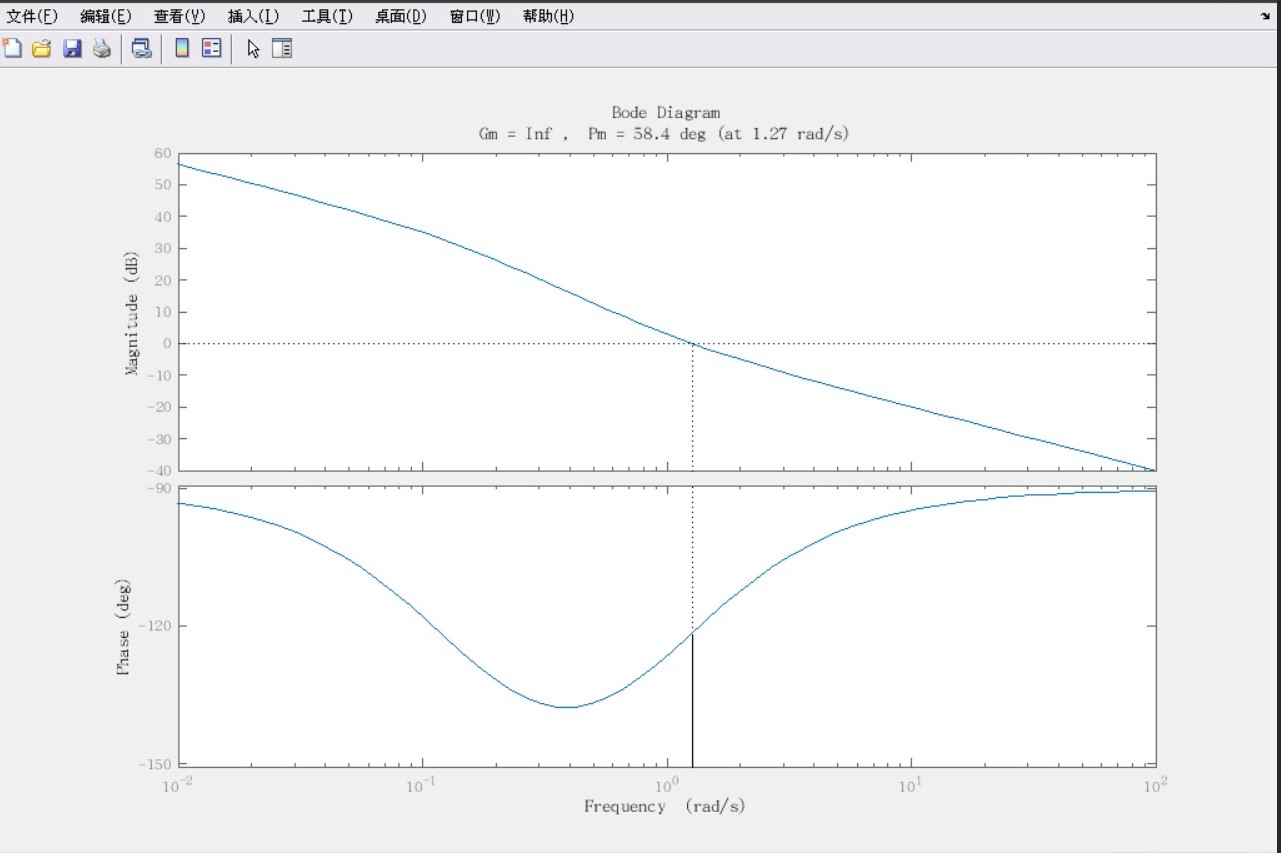 文件(F) 编辑(E) 查看(V) 插入(I) 工具(T) 桌面(D) 窗口(W) 帮助(H)
Bode Diagram
Gm = Inf , Pm = 58.4 deg (at 1.27 rad/s)
60
50
40
30
20
10
0
-10
-20
-30
-40
Magnitude (dB)
-90
-120
-150
Phase (deg)
10^-2 10^-1 10^0 10^1 10^2
Frequency (rad/s)